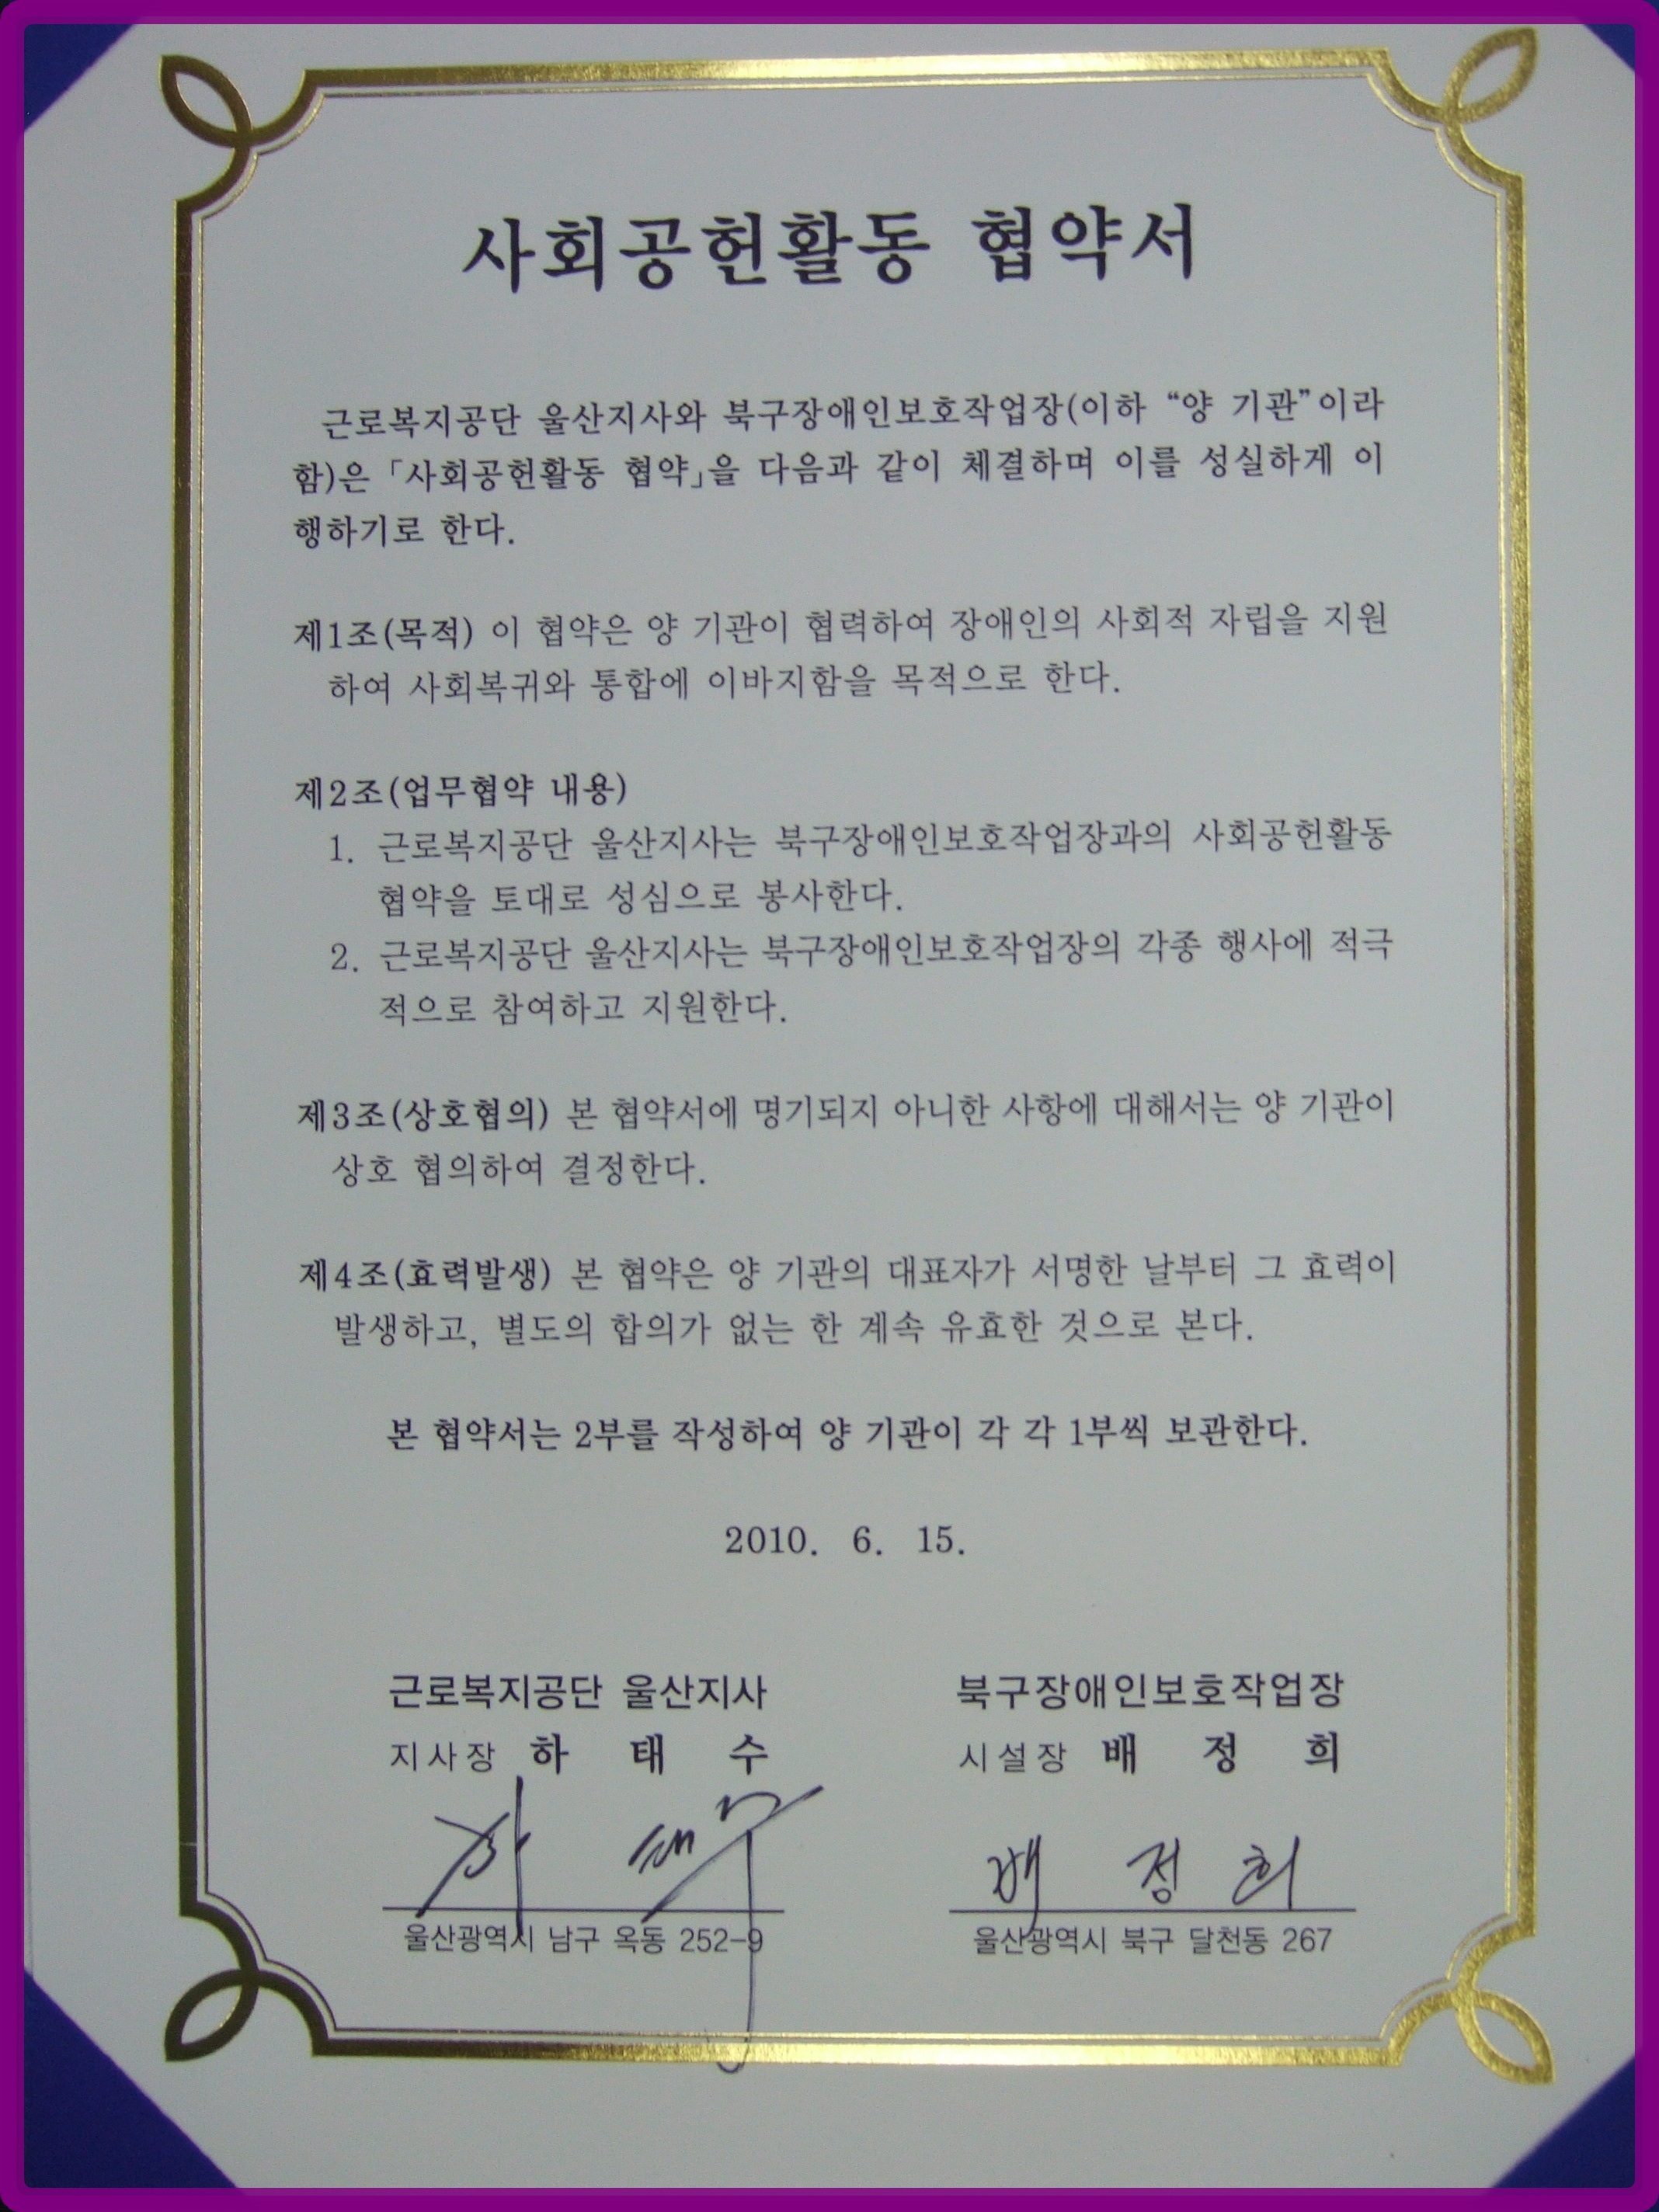 사회공헌활동 협약서
근로복지공단 울산지사와 북구장애인보호작업장(이하 “양 기관”이라
함)은 「사회공헌활동 협약」을 다음과 같이 체결하며 이를 성실하게 이
행하기로 한다.
제1조(목적) 이 협약은 양 기관이 협력하여 장애인의 사회적 자립을 지원
하여 사회복귀와 통합에 이바지함을 목적으로 한다.
제2조(업무협약 내용)
1. 근로복지공단 울산지사는 북구장애인보호작업장과의 사회공헌활동
협약을 토대로 성심으로 봉사한다.
2. 근로복지공단 울산지사는 북구장애인보호작업장의 각종 행사에 적극
적으로 참여하고 지원한다.
제3조(상호협의) 본 협약서에 명기되지 아니한 사항에 대해서는 양 기관이
상호 협의하여 결정한다.
제4조(효력발생) 본 협약은 양 기관의 대표자가 서명한 날부터 그 효력이
발생하고, 별도의 합의가 없는 한 계속 유효한 것으로 본다.
본 협약서는 2부를 작성하여 양 기관이 각 각 1부씩 보관한다.
2010. 6. 15.
근로복지공단 울산지사
지사장 하 태 수
하 태 수
울산광역시 남구 옥동 252-9
북구장애인보호작업장
시설장 배 정 희
배 정 희
울산광역시 북구 달천동 267